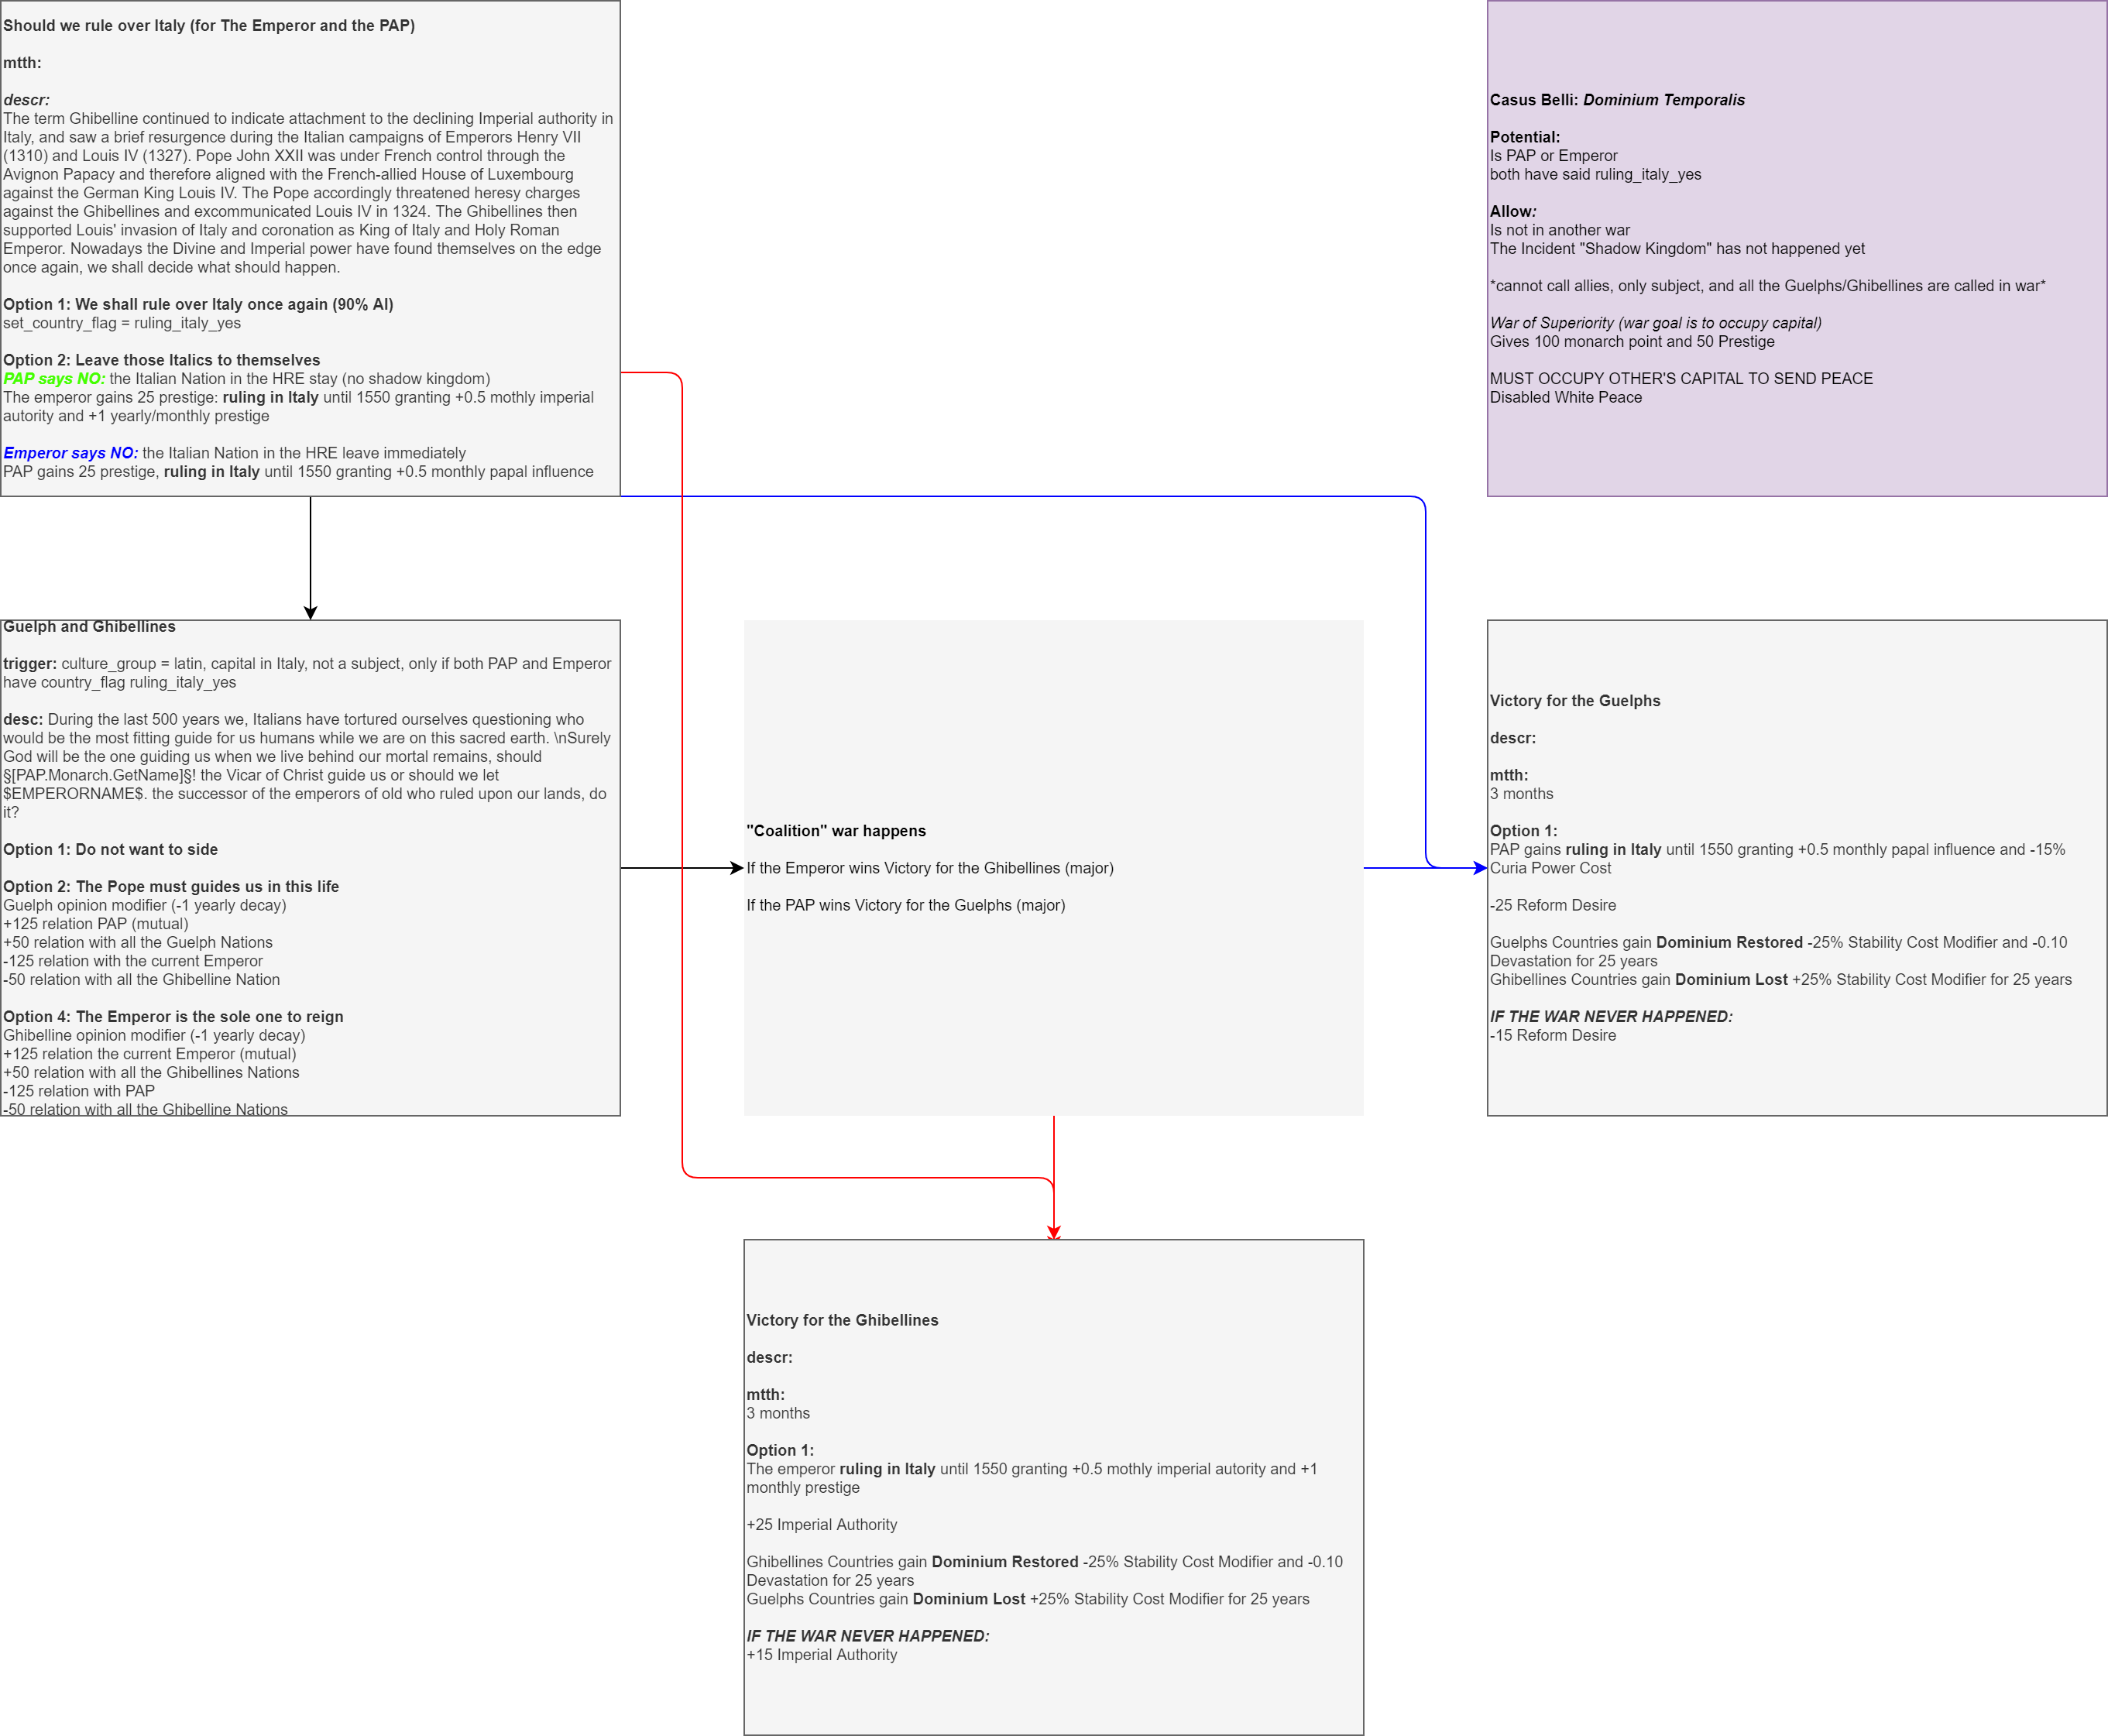 Should we rule over Italy (for The Emperor and the PAP)
mtth:
descr:
The term Ghibelline continued to indicate attachment to the declining Imperial authority in
Italy, and saw a brief resurgence during the Italian campaigns of Emperors Henry VII
(1310) and Louis IV (1327). Pope John XXII was under French control through the
Avignon Papacy and therefore aligned with the French-allied House of Luxembourg
against the German King Louis IV. The Pope accordingly threatened heresy charges
against the Ghibellines and excommunicated Louis IV in 1324. The Ghibellines then
supported Louis' invasion of Italy and coronation as King of Italy and Holy Roman
Emperor. Nowadays the Divine and Imperial power have found themselves on the edge
once again, we shall decide what should happen.
Option 1: We shall rule over Italy once again (90% AI)
set_country_flag = ruling_italy_yes
Option 2: Leave those Italics to themselves
PAP says NO: the Italian Nation in the HRE stay (no shadow kingdom)
The emperor gains 25 prestige: ruling in Italy until 1550 granting +0.5 mothly imperial
autority and +1 yearly/monthly prestige
Emperor says NO: the Italian Nation in the HRE leave immediately
PAP gains 25 prestige, ruling in Italy until 1550 granting +0.5 monthly papal influence
Casus Belli: Dominium Temporalis
Potential:
Is PAP or Emperor
both have said ruling_italy_yes
Allow:
Is not in another war
The Incident "Shadow Kingdom" has not happened yet
*cannot call allies, only subject, and all the Guelphs/Ghibellines are called in war*
War of Superiority (war goal is to occupy capital)
Gives 100 monarch point and 50 Prestige
MUST OCCUPY OTHER'S CAPITAL TO SEND PEACE
Disabled White Peace
Guelph and Ghibellines
trigger: culture_group = latin, capital in Italy, not a subject, only if both PAP and Emperor
have country_flag ruling_italy_yes
desc: During the last 500 years we, Italians have tortured ourselves questioning who
would be the most fitting guide for us humans while we are on this sacred earth. \nSurely
God will be the one guiding us when we live behind our mortal remains, should
§[PAP.Monarch.GetName]§! the Vicar of Christ guide us or should we let
$EMPERORNAME$. the successor of the emperors of old who ruled upon our lands, do
it?
Option 1: Do not want to side
Option 2: The Pope must guides us in this life
Guelph opinion modifier (-1 yearly decay)
+125 relation PAP (mutual)
+50 relation with all the Guelph Nations
-125 relation with the current Emperor
-50 relation with all the Ghibelline Nation
Option 4: The Emperor is the sole one to reign
Ghibelline opinion modifier (-1 yearly decay)
+125 relation the current Emperor (mutual)
+50 relation with all the Ghibellines Nations
-125 relation with PAP
-50 relation with all the Ghibelline Nations
"Coalition" war happens
If the Emperor wins Victory for the Ghibellines (major)
If the PAP wins Victory for the Guelphs (major)
Victory for the Guelphs
descr:
mtth:
3 months
Option 1:
PAP gains ruling in Italy until 1550 granting +0.5 monthly papal influence and -15%
Curia Power Cost
-25 Reform Desire
Guelphs Countries gain Dominium Restored -25% Stability Cost Modifier and -0.10
Devastation for 25 years
Ghibellines Countries gain Dominium Lost +25% Stability Cost Modifier for 25 years
IF THE WAR NEVER HAPPENED:
-15 Reform Desire
Victory for the Ghibellines
descr:
mtth:
3 months
Option 1:
The emperor ruling in Italy until 1550 granting +0.5 mothly imperial autority and +1
monthly prestige
+25 Imperial Authority
Ghibellines Countries gain Dominium Restored -25% Stability Cost Modifier and -0.10
Devastation for 25 years
Guelphs Countries gain Dominium Lost +25% Stability Cost Modifier for 25 years
IF THE WAR NEVER HAPPENED:
+15 Imperial Authority